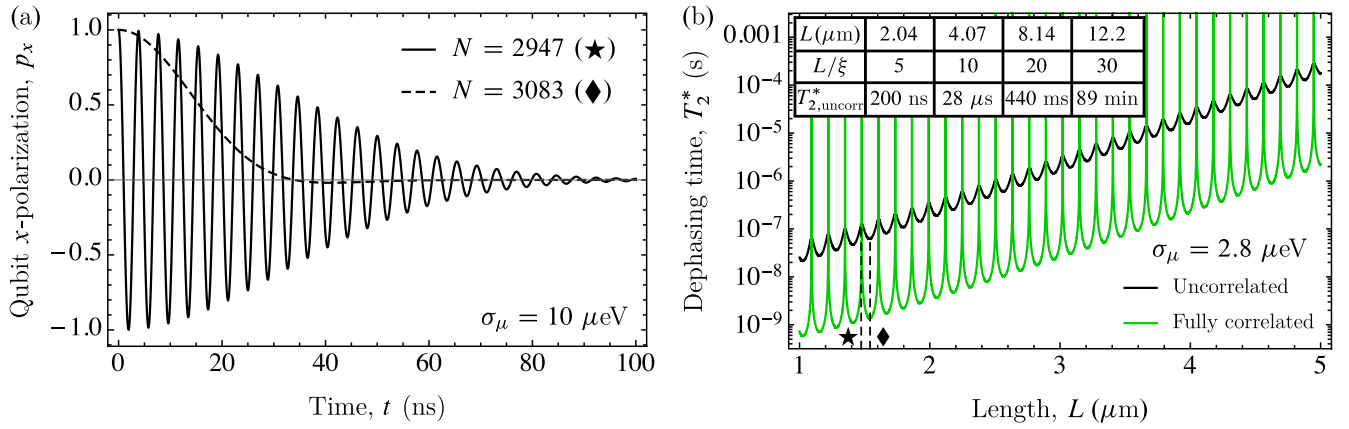 (a)
Qubit x-polarization, pₓ
1.0
0.5
0.0
−0.5
−1.0
N = 2947 (★)
N = 3083 (◆)
σ_μ = 10 μeV
0 20 40 60 80 100
Time, t (ns)
(b)
Dephasing time, T₂* (s)
0.001
10⁻⁴
10⁻⁵
10⁻⁶
10⁻⁷
10⁻⁸
10⁻⁹
L(μm) 2.04 4.07 8.14 12.2
L/ξ 5 10 20 30
T*₂,uncorr 200 ns 28 μs 440 ms 89 min
σ_μ = 2.8 μeV
Uncorrelated
Fully correlated
★ ◆
1 2 3 4 5
Length, L (μm)